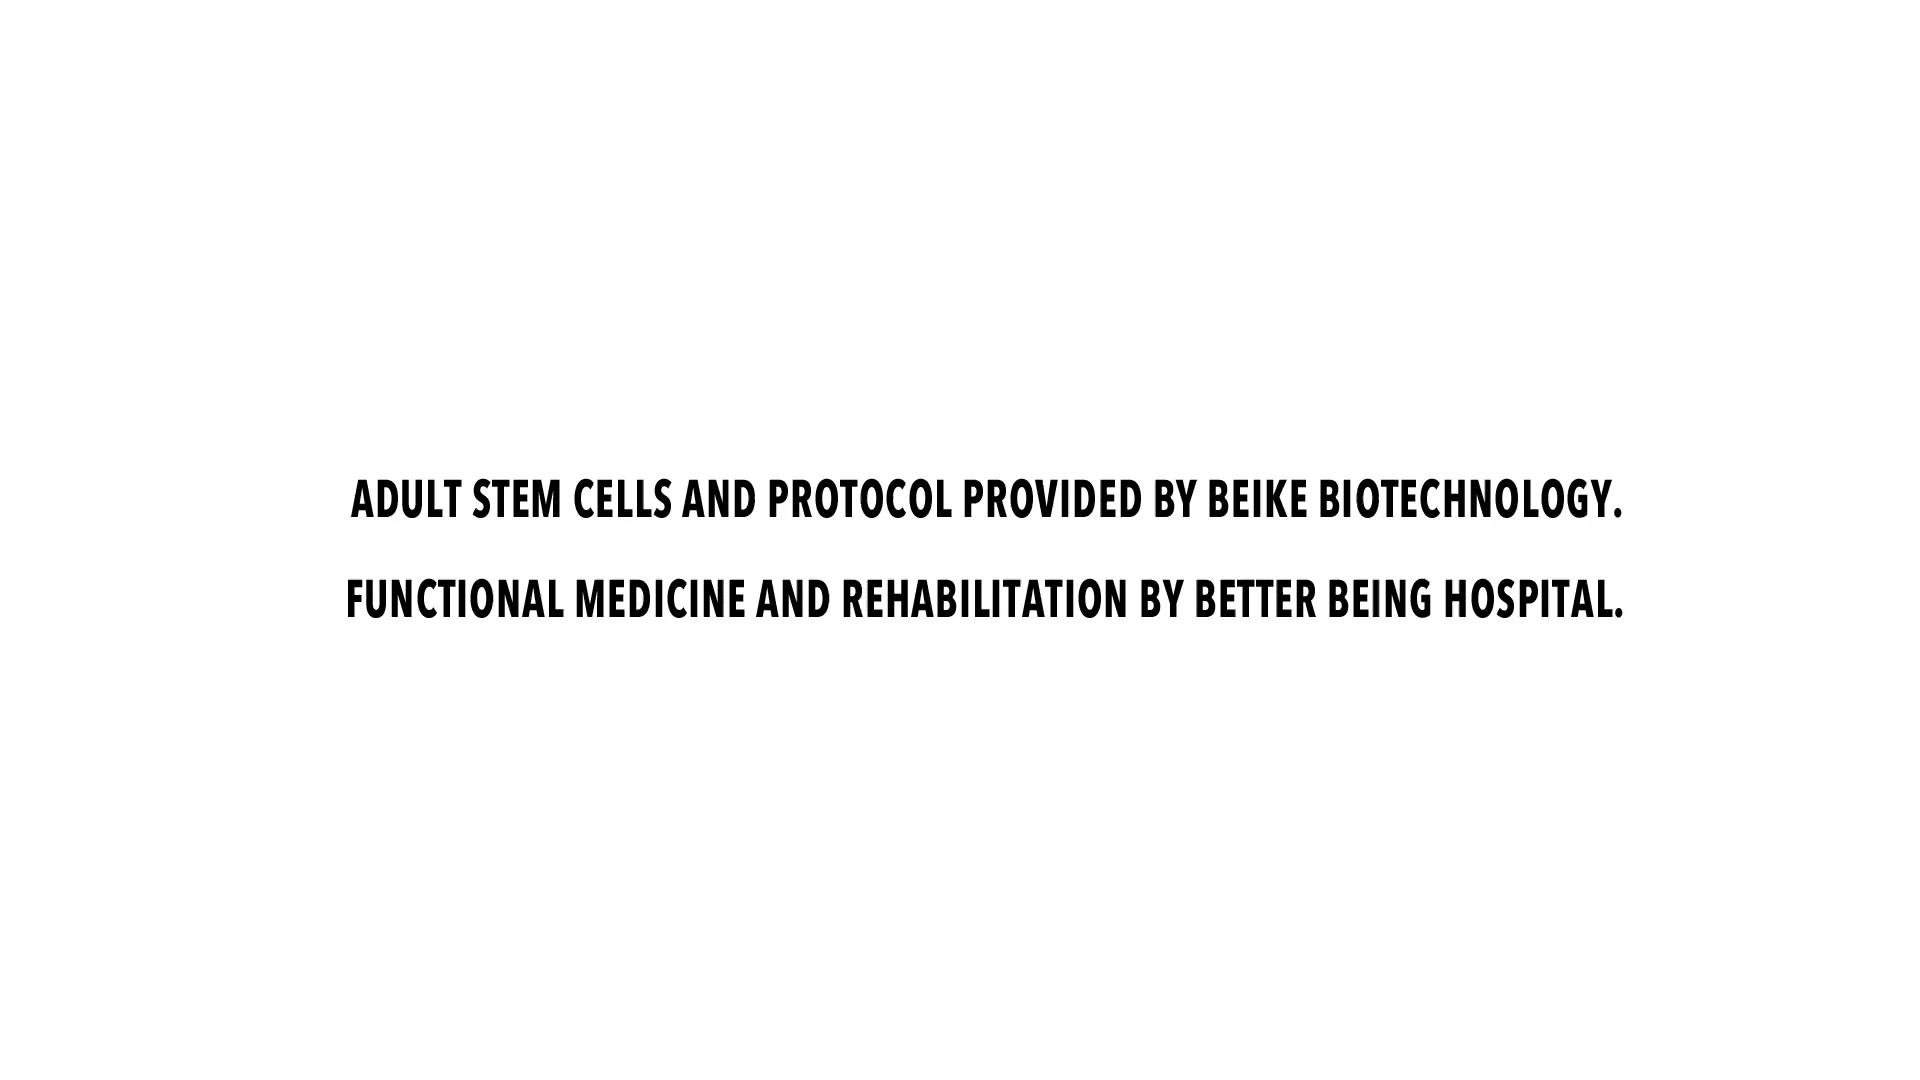 ADULT STEM CELLS AND PROTOCOL PROVIDED BY BEIKE BIOTECHNOLOGY.
FUNCTIONAL MEDICINE AND REHABILITATION BY BETTER BEING HOSPITAL.